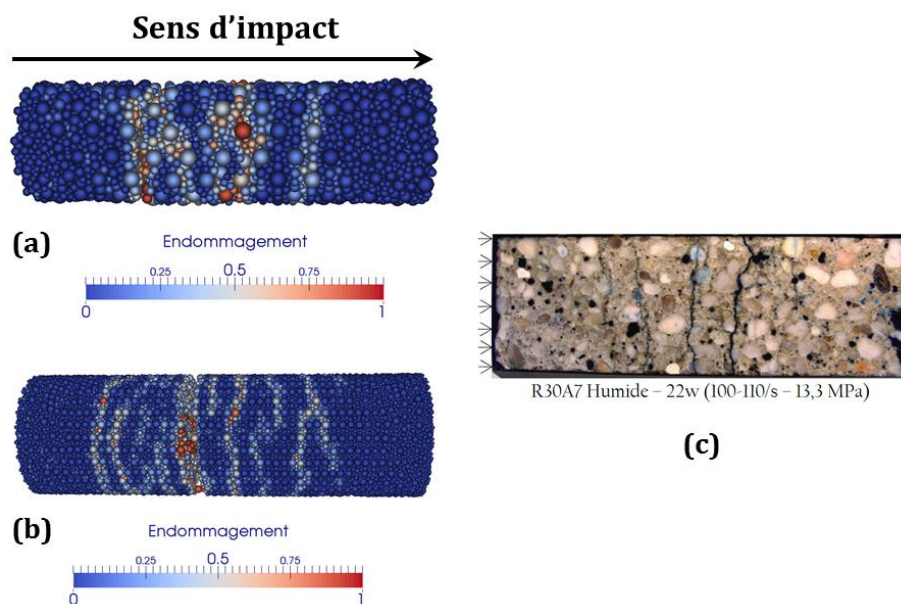 Sens d'impact
(a)
Endommagement
0.25 0.5 0.75
0 1
(b)
Endommagement
0.25 0.5 0.75
0 1
R30A7 Humide – 22w (100-110/s – 13,3 MPa)
(c)